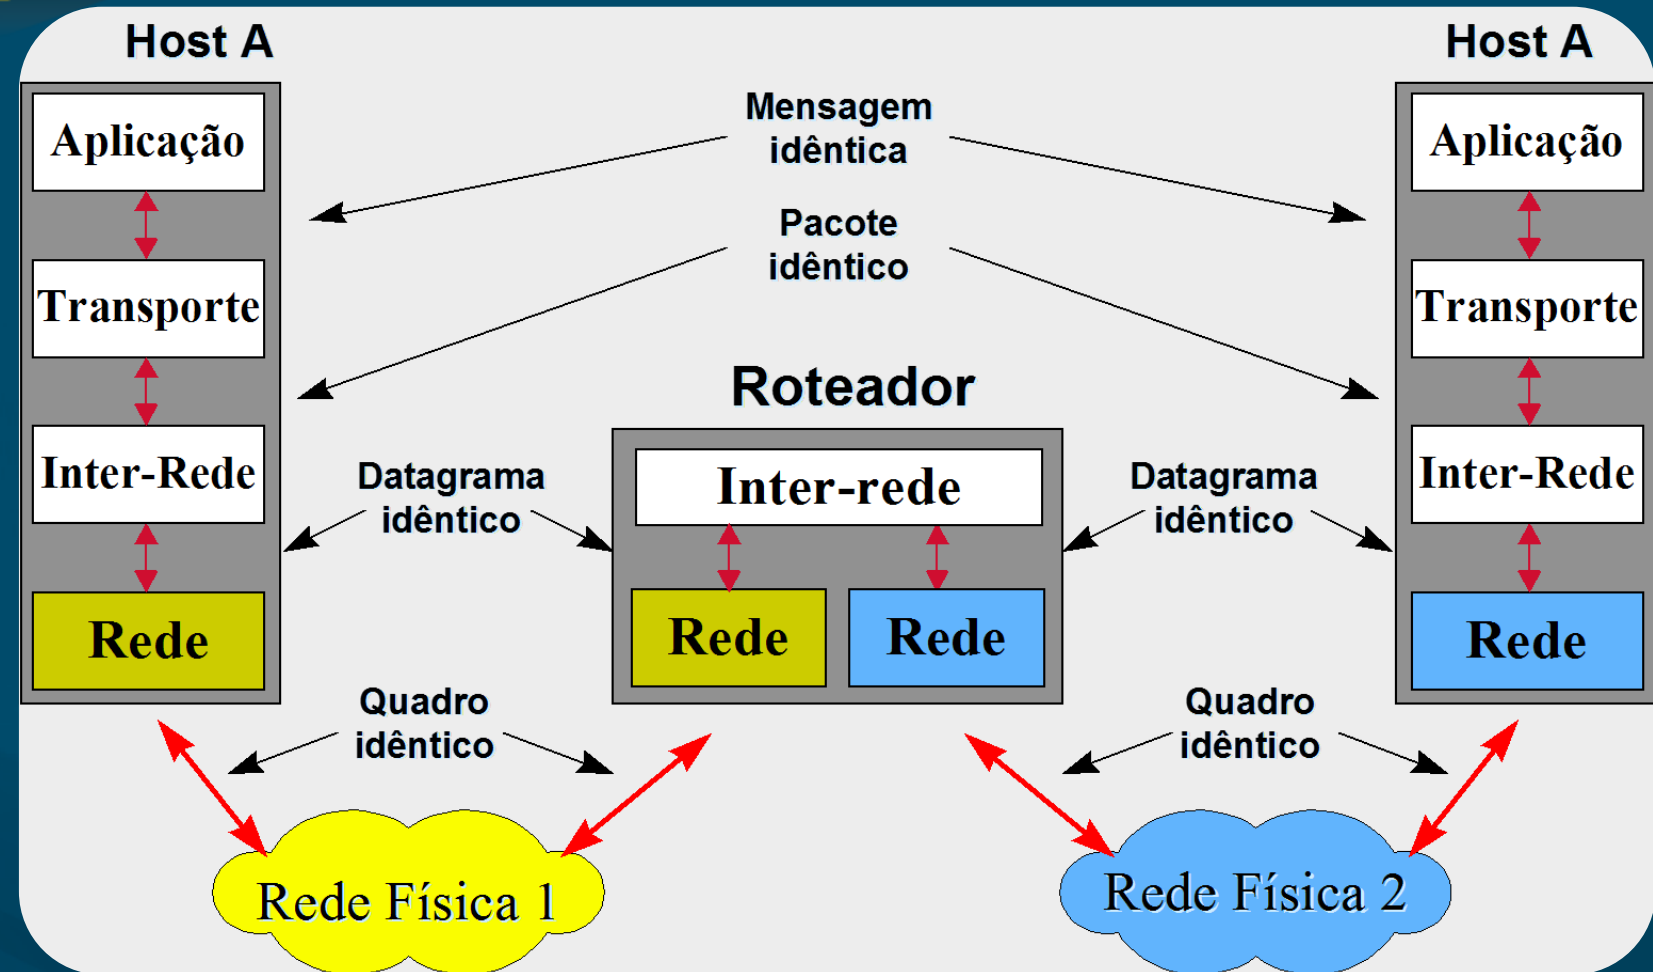 Host A
Host A
Aplicação
Mensagem
idêntica
Aplicação
Pacote
idêntico
Transporte
Transporte
Roteador
Inter-Rede
Datagrama
idêntico
Inter-rede
Datagrama
idêntico
Inter-Rede
Rede
Rede
Rede
Rede
Quadro
idêntico
Quadro
idêntico
Rede Física 1
Rede Física 2